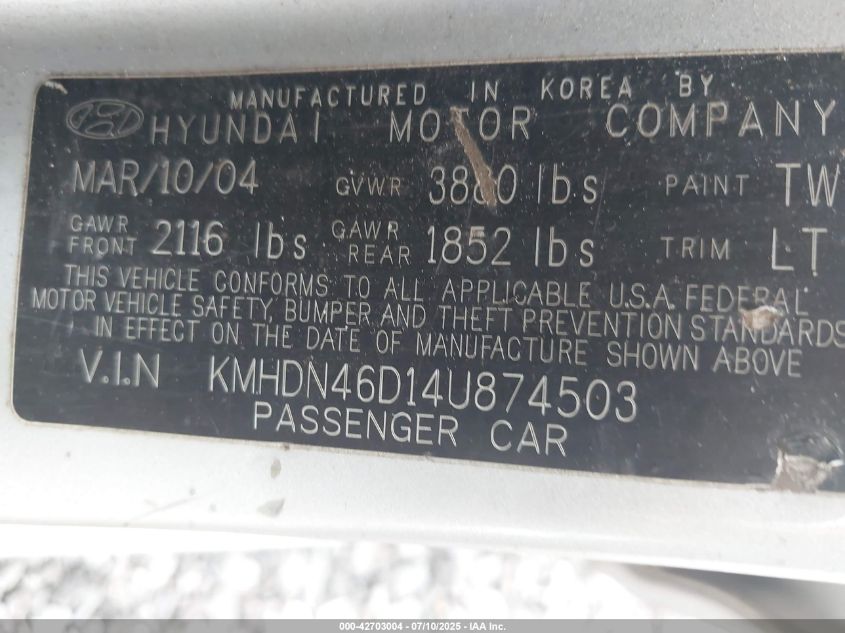 MANUFACTURED IN KOREA BY
HYUNDAI MOTOR COMPANY
MAR/10/04 GVWR lbs PAINT TW
GAWR FRONT 2116 lbs GAWR REAR 1852 lbs TRIM LT
THIS VEHICLE CONFORMS TO ALL APPLICABLE U.S.A. FEDERAL
MOTOR VEHICLE SAFETY, BUMPER AND THEFT PREVENTION STANDARDS
IN EFFECT ON THE DATE OF MANUFACTURE SHOWN ABOVE
V.I.N KMHDN46D14U874503
PASSENGER CAR
000-42703004 - 07/10/2025 - IAA Inc.